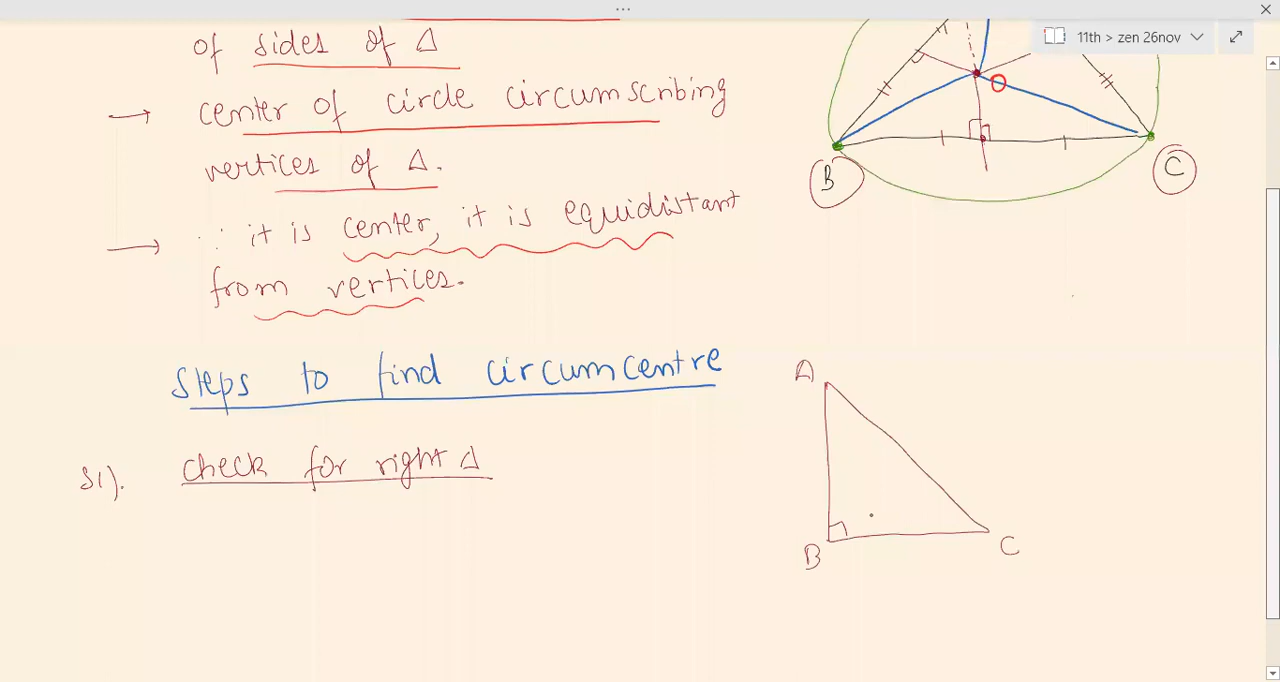 11th > zen 26nov
of sides of Δ
→ center of circle circumscribing
vertices of Δ.
→ ∵ it is center, it is equidistant
from vertices.
O
B
C
Steps to find circumcentre
S1). check for right Δ
A
B
C